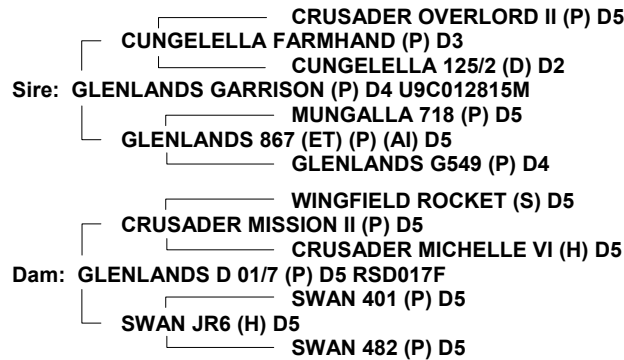 CRUSADER OVERLORD II (P) D5
CUNGELELLA FARMHAND (P) D3
CUNGELELLA 125/2 (D) D2
Sire: GLENLANDS GARRISON (P) D4 U9C012815M
MUNGALLA 718 (P) D5
GLENLANDS 867 (ET) (P) (AI) D5
GLENLANDS G549 (P) D4
WINGFIELD ROCKET (S) D5
CRUSADER MISSION II (P) D5
CRUSADER MICHELLE VI (H) D5
Dam: GLENLANDS D 01/7 (P) D5 RSD017F
SWAN 401 (P) D5
SWAN JR6 (H) D5
SWAN 482 (P) D5